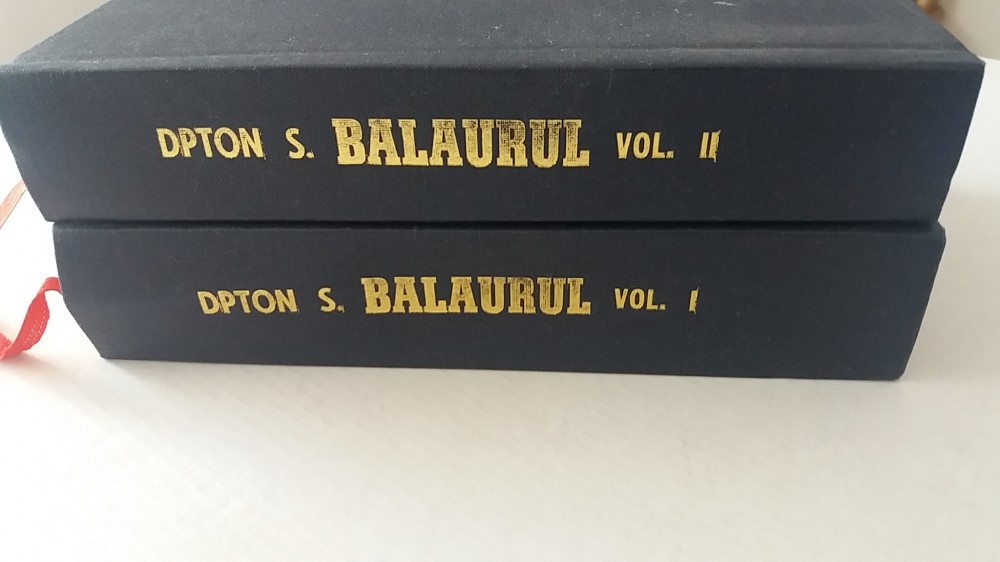 DPTON S. BALAURUL VOL. II
DPTON S. BALAURUL VOL. I